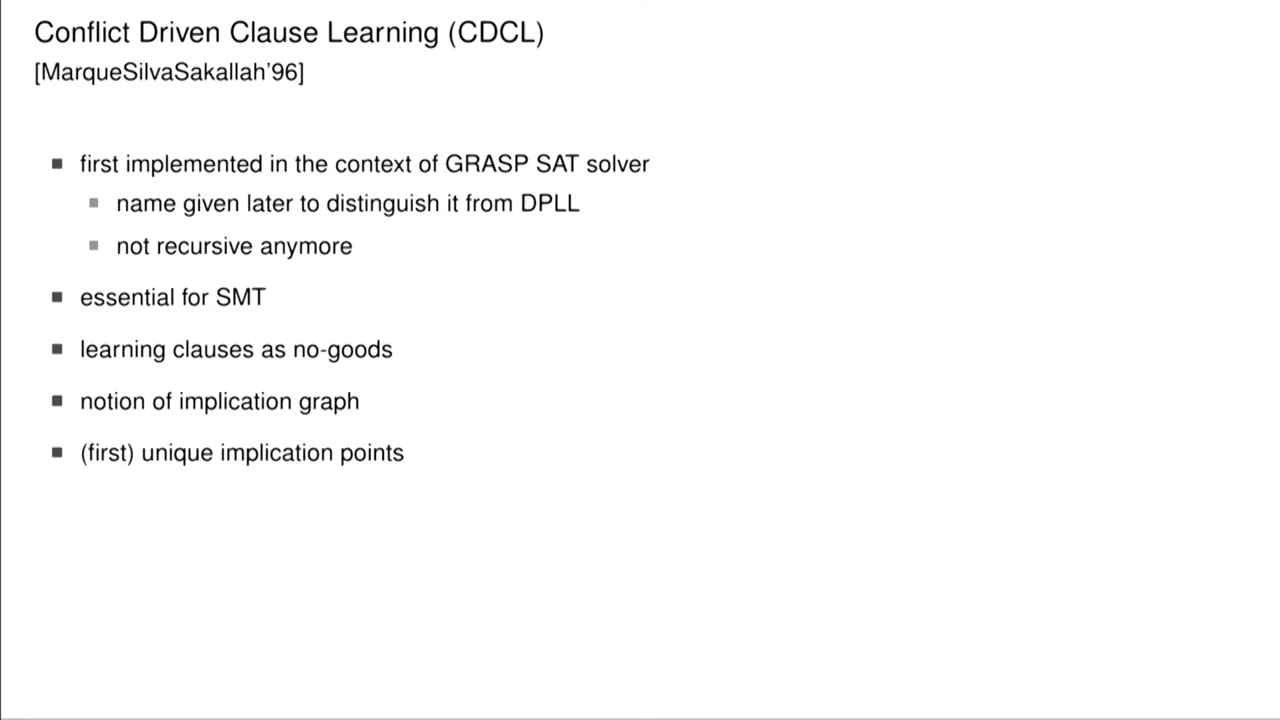 Conflict Driven Clause Learning (CDCL)
[MarqueSilvaSakallah'96]
first implemented in the context of GRASP SAT solver
name given later to distinguish it from DPLL
not recursive anymore
essential for SMT
learning clauses as no-goods
notion of implication graph
(first) unique implication points